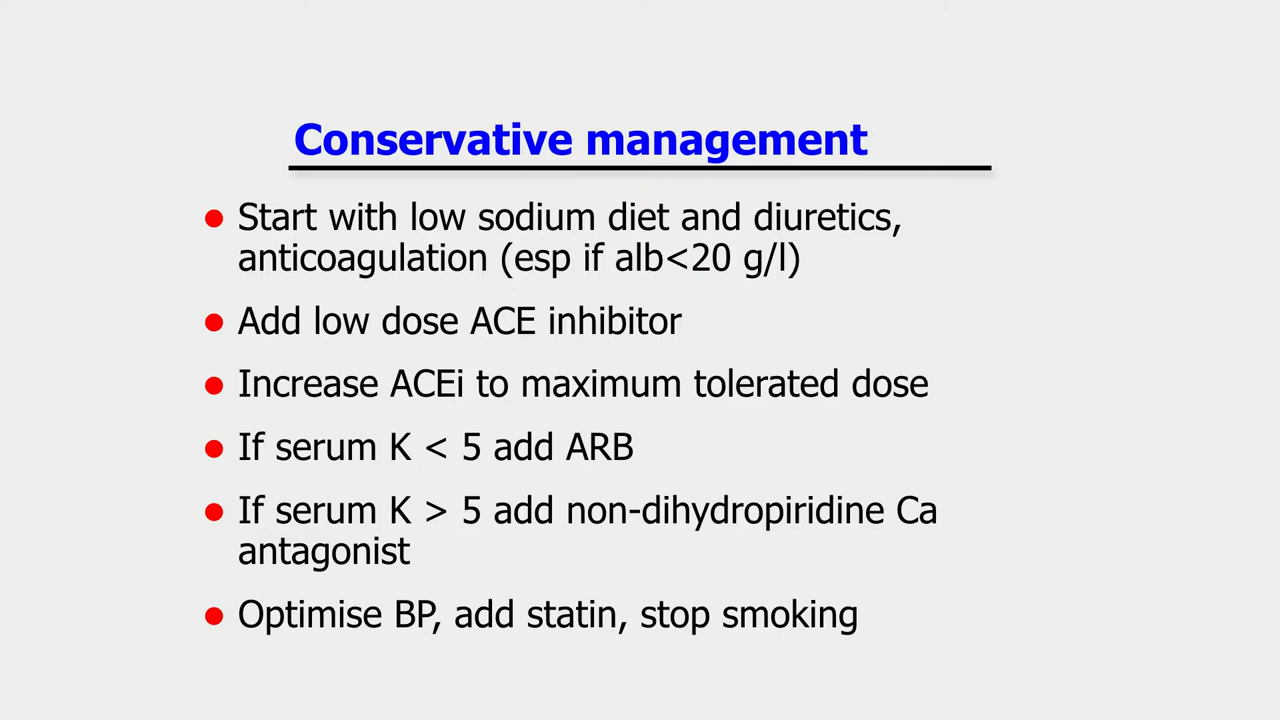 Conservative management
Start with low sodium diet and diuretics,
anticoagulation (esp if alb<20 g/l)
Add low dose ACE inhibitor
Increase ACEi to maximum tolerated dose
If serum K < 5 add ARB
If serum K > 5 add non-dihydropiridine Ca
antagonist
Optimise BP, add statin, stop smoking